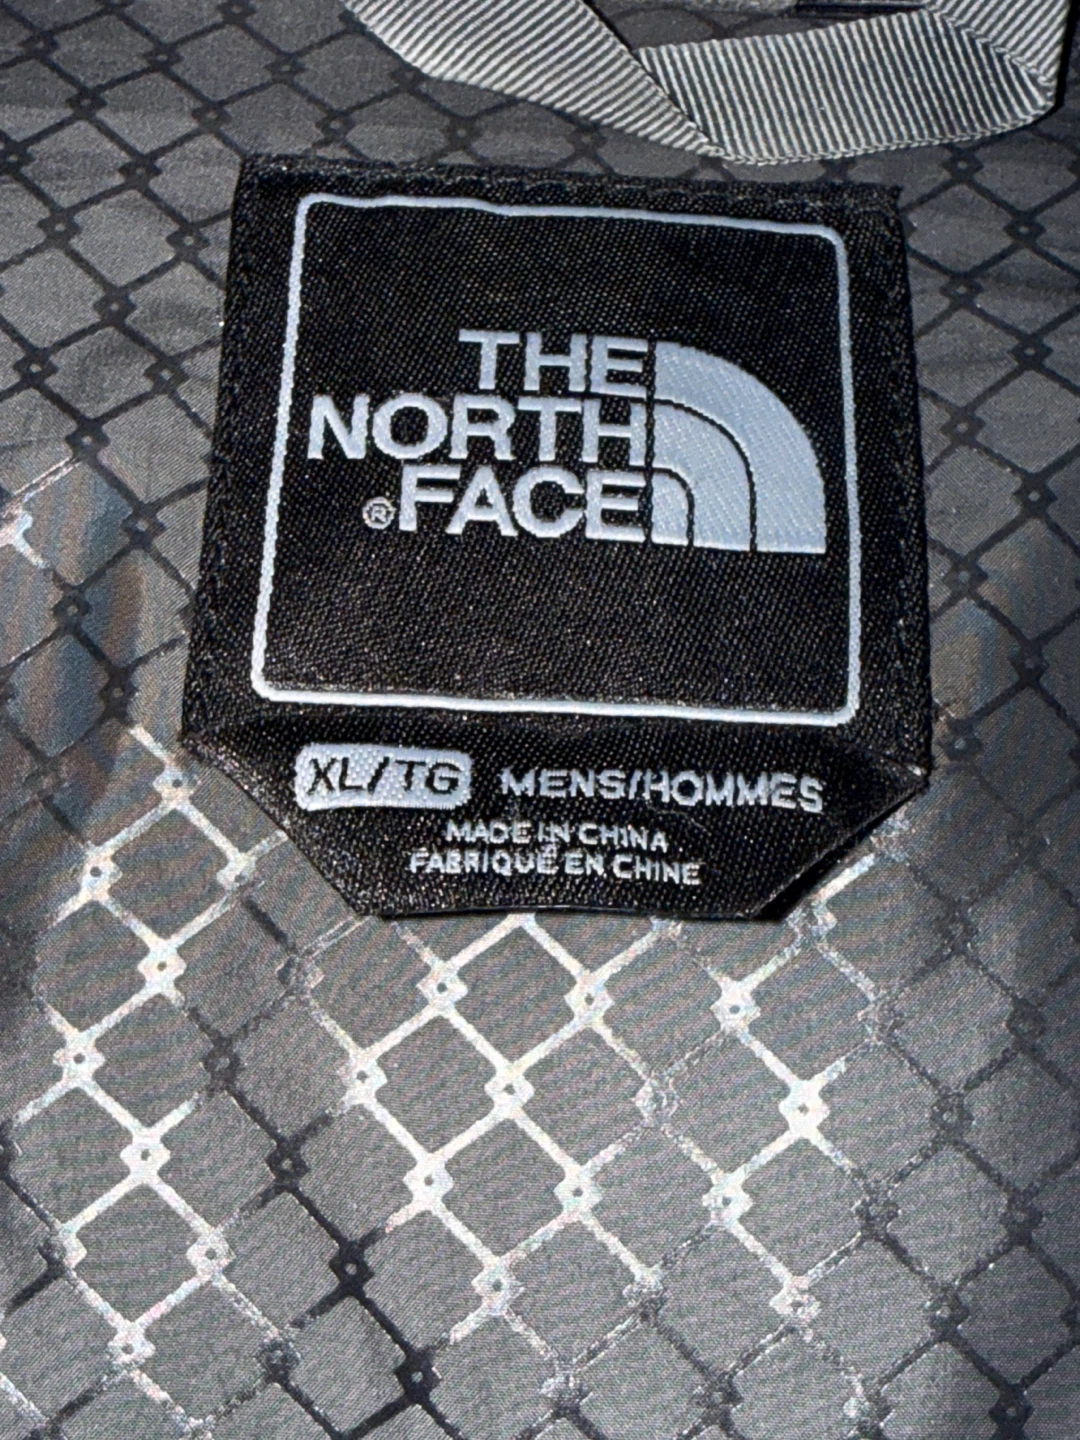 THE
NORTH
®FACE
XL/TG MENS/HOMMES
MADE IN CHINA
FABRIQUÉ EN CHINE